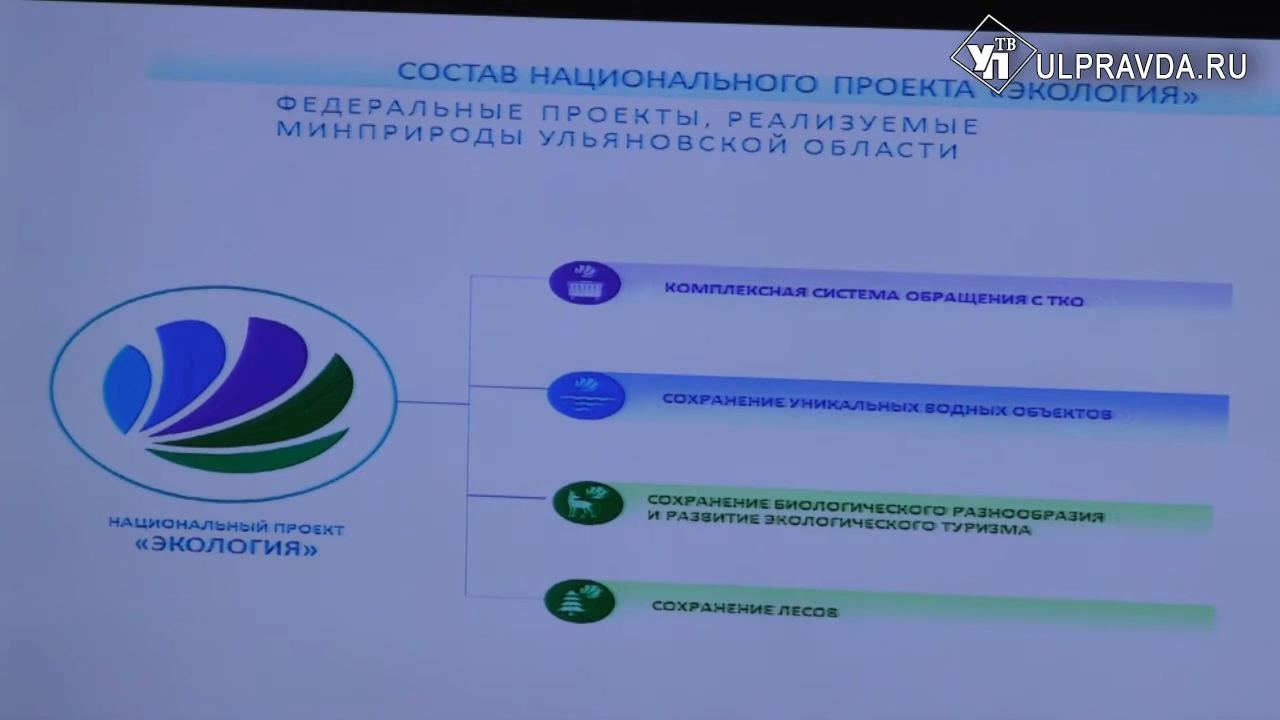 УП ТВ ULPRAVDA.RU
СОСТАВ НАЦИОНАЛЬНОГО ПРОЕКТА «ЭКОЛОГИЯ»
ФЕДЕРАЛЬНЫЕ ПРОЕКТЫ, РЕАЛИЗУЕМЫЕ
МИНПРИРОДЫ УЛЬЯНОВСКОЙ ОБЛАСТИ
КОМПЛЕКСНАЯ СИСТЕМА ОБРАЩЕНИЯ С ТКО
СОХРАНЕНИЕ УНИКАЛЬНЫХ ВОДНЫХ ОБЪЕКТОВ
СОХРАНЕНИЕ БИОЛОГИЧЕСКОГО РАЗНООБРАЗИЯ
И РАЗВИТИЕ ЭКОЛОГИЧЕСКОГО ТУРИЗМА
СОХРАНЕНИЕ ЛЕСОВ
НАЦИОНАЛЬНЫЙ ПРОЕКТ
«ЭКОЛОГИЯ»